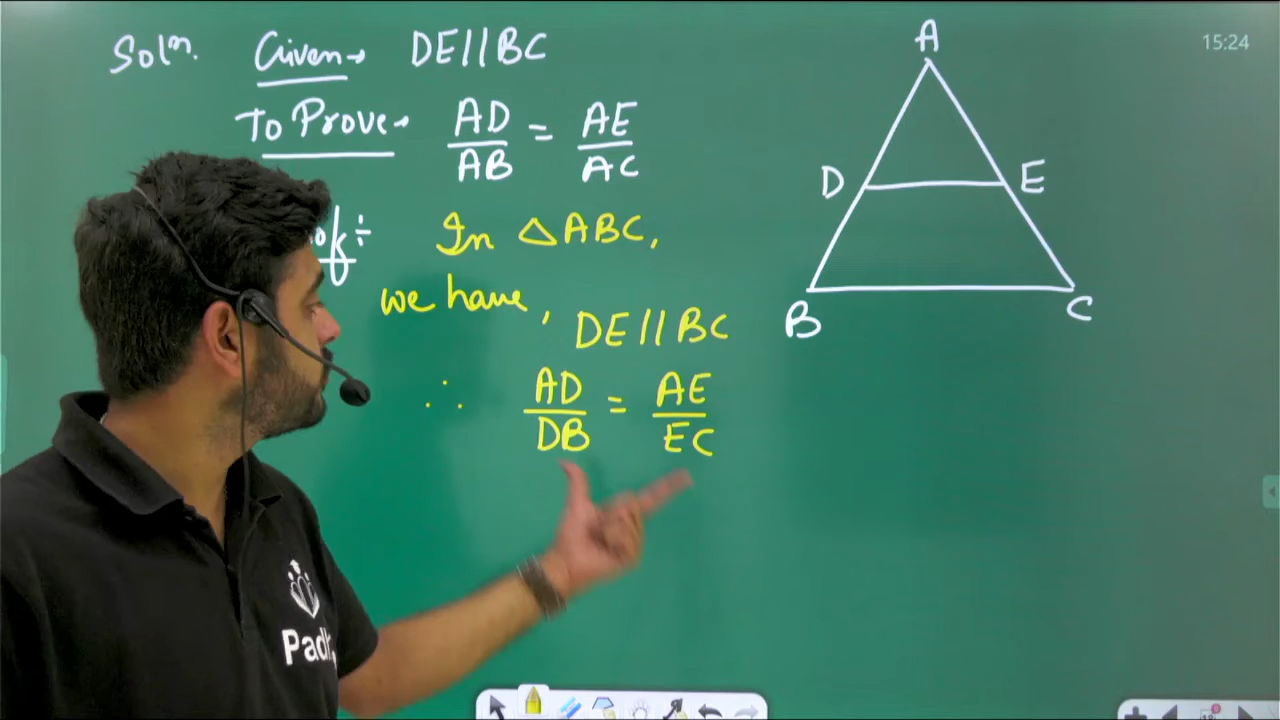 Solⁿ. Given→ DE||BC
To Prove→ AD/AB = AE/AC
In △ABC,
we have, DE||BC
∴ AD/DB = AE/EC
A
D E
B C
15:24